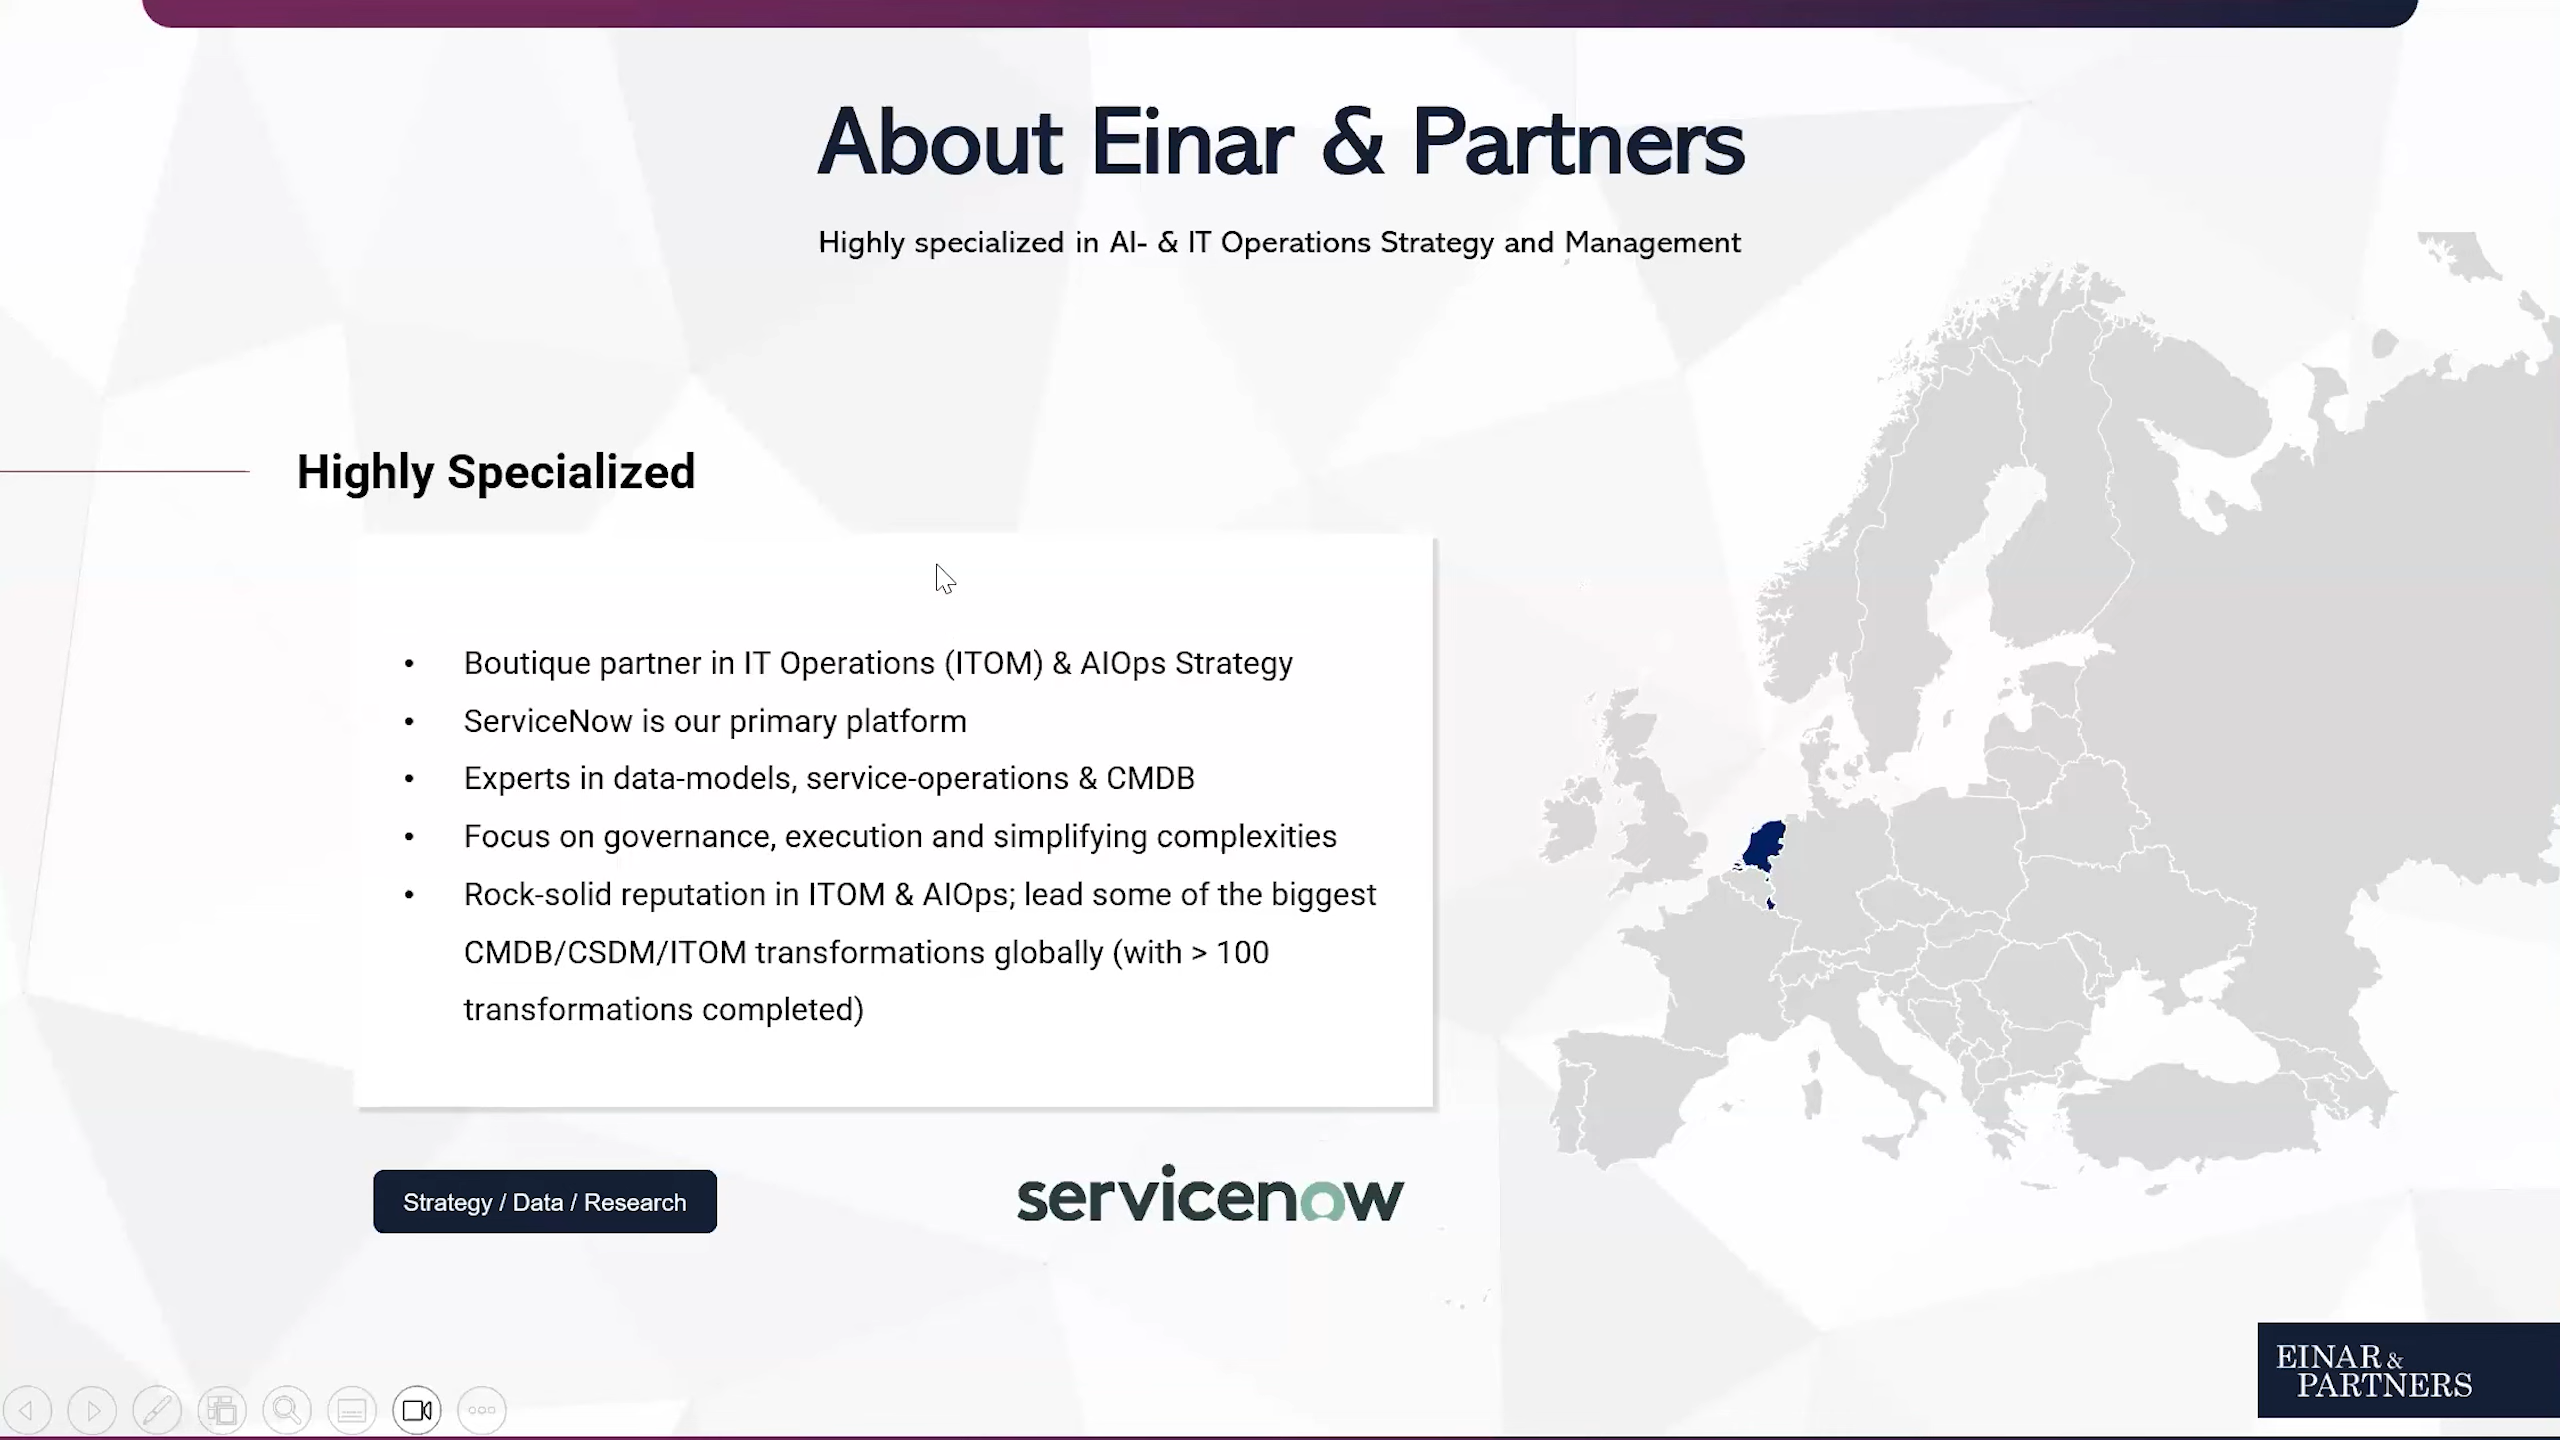 About Einar & Partners
Highly specialized in AI- & IT Operations Strategy and Management
Highly Specialized
• Boutique partner in IT Operations (ITOM) & AIOps Strategy
• ServiceNow is our primary platform
• Experts in data-models, service-operations & CMDB
• Focus on governance, execution and simplifying complexities
• Rock-solid reputation in ITOM & AIOps; lead some of the biggest
CMDB/CSDM/ITOM transformations globally (with > 100
transformations completed)
Strategy / Data / Research
servicenow
EINAR &
PARTNERS